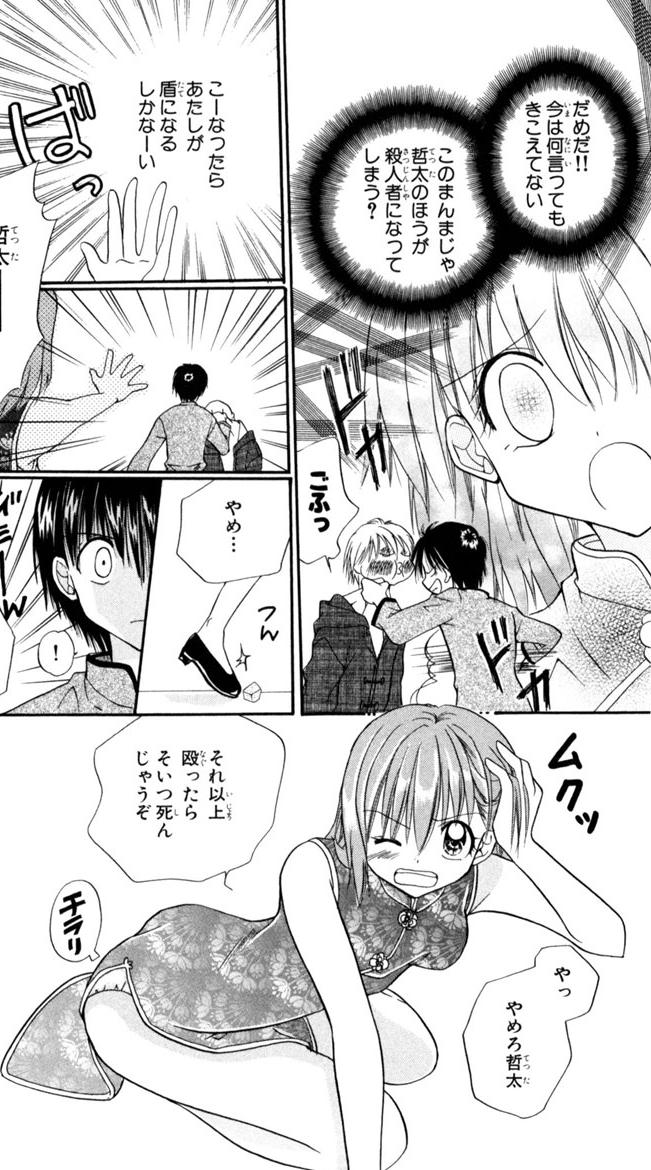 だめだ!!
今は何言っても
きこえてない
このまんまじゃ
哲太のほうが
殺人者になって
しまう?
ドカ
ごふっ
ドドド
こーなったら
あたしが
盾になる
しかなーい
ばっ
哲太
やめ…
ふん
!
ムクッ
それ以上
殴ったら
そいつ死ん
じゃうぞ
チラリ
やっ
やめろ哲太